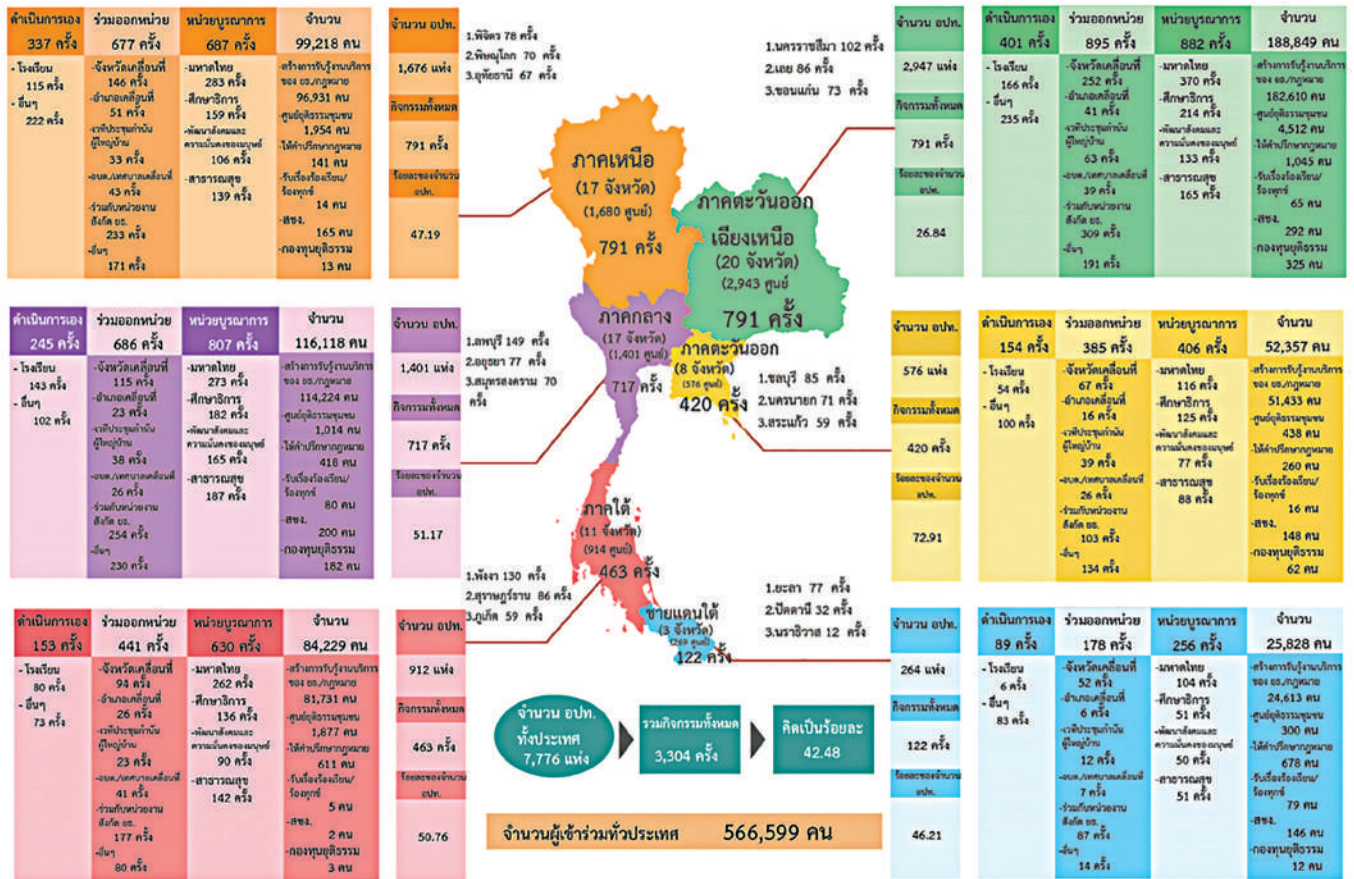 ดำเนินการเอง
337 ครั้ง
- โรงเรียน
115 ครั้ง
- อื่นๆ
222 ครั้ง
ร่วมออกหน่วย
677 ครั้ง
-จังหวัดเคลื่อนที่
146 ครั้ง
-อำเภอเคลื่อนที่
51 ครั้ง
-เวทีประชุมกำนัน
ผู้ใหญ่บ้าน
33 ครั้ง
-อบต./เทศบาลเคลื่อนที่
43 ครั้ง
-ร่วมกับหน่วยงาน
สังกัด ยธ.
233 ครั้ง
-อื่นๆ
171 ครั้ง
หน่วยบูรณาการ
687 ครั้ง
-มหาดไทย
283 ครั้ง
-ศึกษาธิการ
159 ครั้ง
-พัฒนาสังคมและ
ความมั่นคงของมนุษย์
106 ครั้ง
-สาธารณสุข
139 ครั้ง
จำนวน
99,218 คน
-สร้างการรับรู้งานบริการ
ของ ยธ./กฎหมาย
96,931 คน
-ศูนย์ยุติธรรมชุมชน
1,954 คน
-ให้คำปรึกษากฎหมาย
141 คน
-รับเรื่องร้องเรียน/
ร้องทุกข์
14 คน
-สชง.
165 คน
-กองทุนยุติธรรม
13 คน
จำนวน อปท.
1,676 แห่ง
กิจกรรมทั้งหมด
791 ครั้ง
ร้อยละของจำนวน
อปท.
47.19
1.พิจิตร 78 ครั้ง
2.พิษณุโลก 70 ครั้ง
3.อุทัยธานี 67 ครั้ง
ภาคเหนือ
(17 จังหวัด)
(1,680 ศูนย์)
791 ครั้ง
1.นครราชสีมา 102 ครั้ง
2.เลย 86 ครั้ง
3.ขอนแก่น 73 ครั้ง
ภาคตะวันออก
เฉียงเหนือ
(20 จังหวัด)
(2,943 ศูนย์
791 ครั้ง
จำนวน อปท.
2,947 แห่ง
กิจกรรมทั้งหมด
791 ครั้ง
ร้อยละของจำนวน
อปท.
26.84
ดำเนินการเอง
401 ครั้ง
- โรงเรียน
166 ครั้ง
- อื่นๆ
235 ครั้ง
ร่วมออกหน่วย
895 ครั้ง
-จังหวัดเคลื่อนที่
252 ครั้ง
-อำเภอเคลื่อนที่
41 ครั้ง
-เวทีประชุมกำนัน
ผู้ใหญ่บ้าน
63 ครั้ง
-อบต./เทศบาลเคลื่อนที่
39 ครั้ง
-ร่วมกับหน่วยงาน
สังกัด ยธ.
309 ครั้ง
-อื่นๆ
191 ครั้ง
หน่วยบูรณาการ
882 ครั้ง
-มหาดไทย
370 ครั้ง
-ศึกษาธิการ
214 ครั้ง
-พัฒนาสังคมและ
ความมั่นคงของมนุษย์
133 ครั้ง
-สาธารณสุข
165 ครั้ง
จำนวน
188,849 คน
-สร้างการรับรู้งานบริการ
ของ ยธ./กฎหมาย
182,610 คน
-ศูนย์ยุติธรรมชุมชน
4,512 คน
-ให้คำปรึกษากฎหมาย
1,045 คน
-รับเรื่องร้องเรียน/
ร้องทุกข์
65 คน
-สชง.
292 คน
-กองทุนยุติธรรม
325 คน
ดำเนินการเอง
245 ครั้ง
- โรงเรียน
143 ครั้ง
- อื่นๆ
102 ครั้ง
ร่วมออกหน่วย
686 ครั้ง
-จังหวัดเคลื่อนที่
115 ครั้ง
-อำเภอเคลื่อนที่
23 ครั้ง
-เวทีประชุมกำนัน
ผู้ใหญ่บ้าน
38 ครั้ง
-อบต./เทศบาลเคลื่อนที่
26 ครั้ง
-ร่วมกับหน่วยงาน
สังกัด ยธ.
254 ครั้ง
-อื่นๆ
230 ครั้ง
หน่วยบูรณาการ
807 ครั้ง
-มหาดไทย
273 ครั้ง
-ศึกษาธิการ
182 ครั้ง
-พัฒนาสังคมและ
ความมั่นคงของมนุษย์
165 ครั้ง
-สาธารณสุข
187 ครั้ง
จำนวน
116,118 คน
-สร้างการรับรู้งานบริการ
ของ ยธ./กฎหมาย
114,224 คน
-ศูนย์ยุติธรรมชุมชน
1,014 คน
-ให้คำปรึกษากฎหมาย
418 คน
-รับเรื่องร้องเรียน/
ร้องทุกข์
80 คน
-สชง.
200 คน
-กองทุนยุติธรรม
182 คน
จำนวน อปท.
1,401 แห่ง
กิจกรรมทั้งหมด
717 ครั้ง
ร้อยละของจำนวน
อปท.
51.17
1.ลพบุรี 149 ครั้ง
2.อยุธยา 77 ครั้ง
3.สมุทรสงคราม 70
ครั้ง
ภาคกลาง
(17 จังหวัด)
(1,401 ศูนย์)
717 ครั้ง
ภาคตะวันออก
(8 จังหวัด)
(576 ศูนย์)
420 ครั้ง
1.ชลบุรี 85 ครั้ง
2.นครนายก 71 ครั้ง
3.สระแก้ว 59 ครั้ง
จำนวน อปท.
576 แห่ง
กิจกรรมทั้งหมด
420 ครั้ง
ร้อยละของจำนวน
อปท.
72.91
ดำเนินการเอง
154 ครั้ง
- โรงเรียน
54 ครั้ง
- อื่นๆ
100 ครั้ง
ร่วมออกหน่วย
385 ครั้ง
-จังหวัดเคลื่อนที่
67 ครั้ง
-อำเภอเคลื่อนที่
16 ครั้ง
-เวทีประชุมกำนัน
ผู้ใหญ่บ้าน
39 ครั้ง
-อบต./เทศบาลเคลื่อนที่
26 ครั้ง
-ร่วมกับหน่วยงาน
สังกัด ยธ.
103 ครั้ง
-อื่นๆ
134 ครั้ง
หน่วยบูรณาการ
406 ครั้ง
-มหาดไทย
116 ครั้ง
-ศึกษาธิการ
125 ครั้ง
-พัฒนาสังคมและ
ความมั่นคงของมนุษย์
77 ครั้ง
-สาธารณสุข
88 ครั้ง
จำนวน
52,357 คน
-สร้างการรับรู้งานบริการ
ของ ยธ./กฎหมาย
51,433 คน
-ศูนย์ยุติธรรมชุมชน
438 คน
-ให้คำปรึกษากฎหมาย
260 คน
-รับเรื่องร้องเรียน/
ร้องทุกข์
16 คน
-สชง.
148 คน
-กองทุนยุติธรรม
62 คน
ดำเนินการเอง
153 ครั้ง
- โรงเรียน
80 ครั้ง
- อื่นๆ
73 ครั้ง
ร่วมออกหน่วย
441 ครั้ง
-จังหวัดเคลื่อนที่
94 ครั้ง
-อำเภอเคลื่อนที่
26 ครั้ง
-เวทีประชุมกำนัน
ผู้ใหญ่บ้าน
23 ครั้ง
-อบต./เทศบาลเคลื่อนที่
41 ครั้ง
-ร่วมกับหน่วยงาน
สังกัด ยธ.
177 ครั้ง
-อื่นๆ
80 ครั้ง
หน่วยบูรณาการ
630 ครั้ง
-มหาดไทย
262 ครั้ง
-ศึกษาธิการ
136 ครั้ง
-พัฒนาสังคมและ
ความมั่นคงของมนุษย์
90 ครั้ง
-สาธารณสุข
142 ครั้ง
จำนวน
84,229 คน
-สร้างการรับรู้งานบริการ
ของ ยธ./กฎหมาย
81,731 คน
-ศูนย์ยุติธรรมชุมชน
1,877 คน
-ให้คำปรึกษากฎหมาย
611 คน
-รับเรื่องร้องเรียน/
ร้องทุกข์
5 คน
-สชง.
2 คน
-กองทุนยุติธรรม
3 คน
จำนวน อปท.
912 แห่ง
กิจกรรมทั้งหมด
463 ครั้ง
ร้อยละของจำนวน
อปท.
50.76
1.พังงา 130 ครั้ง
2.สุราษฎร์ธาน 86 ครั้ง
3.ภูเก็ต 59 ครั้ง
ภาคใต้
(11 จังหวัด)
(914 ศูนย์)
463 ครั้ง
ชายแดนใต้
(3 จังหวัด)
(269 ศูนย์)
122 ครั้ง
1.ยะลา 77 ครั้ง
2.ปัตตานี 32 ครั้ง
3.นราธิวาส 12 ครั้ง
จำนวน อปท.
264 แห่ง
กิจกรรมทั้งหมด
122 ครั้ง
ร้อยละของจำนวน
อปท.
46.21
ดำเนินการเอง
89 ครั้ง
- โรงเรียน
6 ครั้ง
- อื่นๆ
83 ครั้ง
ร่วมออกหน่วย
178 ครั้ง
-จังหวัดเคลื่อนที่
52 ครั้ง
-อำเภอเคลื่อนที่
6 ครั้ง
-เวทีประชุมกำนัน
ผู้ใหญ่บ้าน
12 ครั้ง
-อบต./เทศบาลเคลื่อนที่
7 ครั้ง
-ร่วมกับหน่วยงาน
สังกัด ยธ.
87 ครั้ง
-อื่นๆ
14 ครั้ง
หน่วยบูรณาการ
256 ครั้ง
-มหาดไทย
104 ครั้ง
-ศึกษาธิการ
51 ครั้ง
-พัฒนาสังคมและ
ความมั่นคงของมนุษย์
50 ครั้ง
-สาธารณสุข
51 ครั้ง
จำนวน
25,828 คน
-สร้างการรับรู้งานบริการ
ของ ยธ./กฎหมาย
24,613 คน
-ศูนย์ยุติธรรมชุมชน
300 คน
-ให้คำปรึกษากฎหมาย
678 คน
-รับเรื่องร้องเรียน/
ร้องทุกข์
79 คน
-สชง.
146 คน
-กองทุนยุติธรรม
12 คน
จำนวน อปท.
ทั้งประเทศ
7,776 แห่ง
รวมกิจกรรมทั้งหมด
3,304 ครั้ง
คิดเป็นร้อยละ
42.48
จำนวนผู้เข้าร่วมทั่วประเทศ 566,599 คน